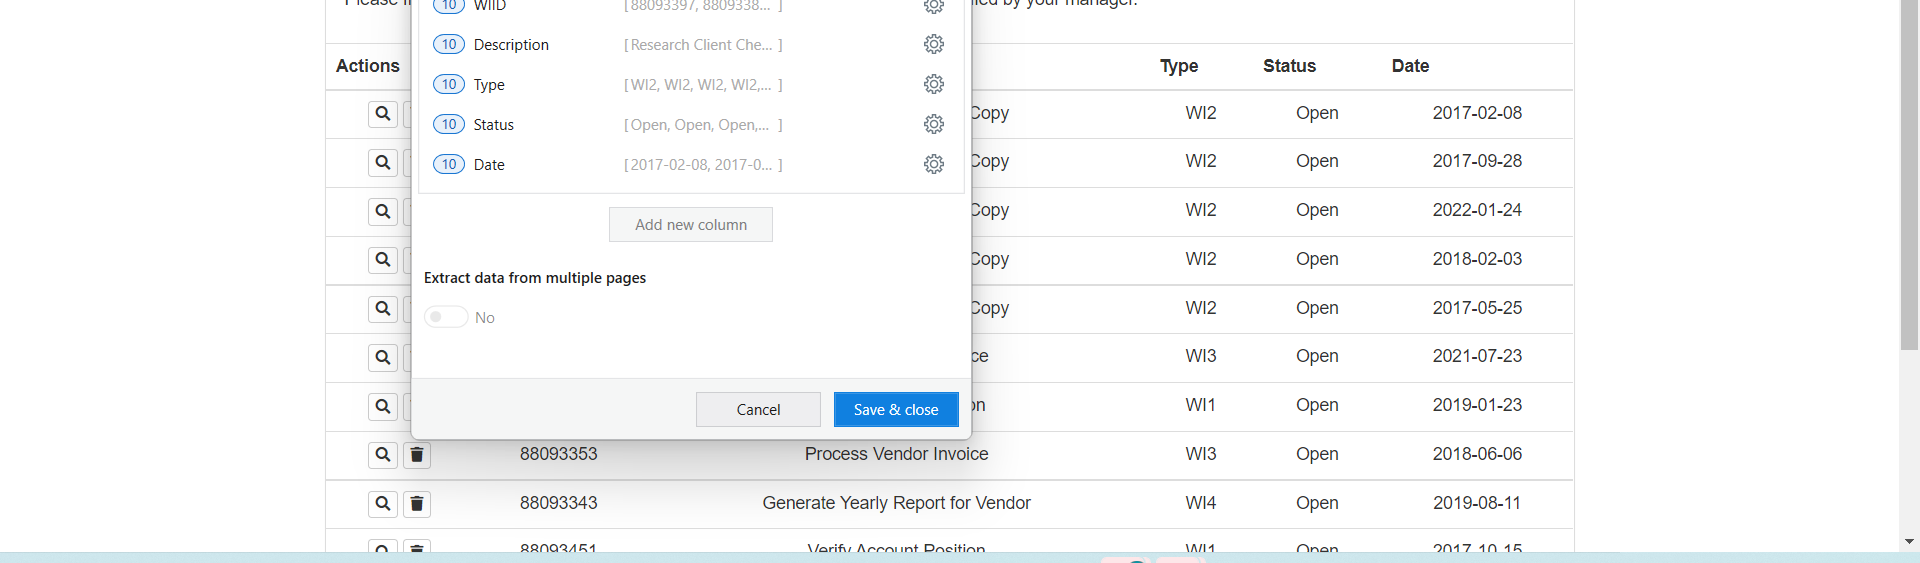 by your manager.
10 WIID [ 88093397, 8809338... ]
10 Description [ Research Client Che... ]
10 Type [ WI2, WI2, WI2, WI2,... ]
10 Status [ Open, Open, Open,... ]
10 Date [ 2017-02-08, 2017-0... ]
Add new column
Extract data from multiple pages
No
Cancel Save & close
Actions Type Status Date
Copy WI2 Open 2017-02-08
Copy WI2 Open 2017-09-28
Copy WI2 Open 2022-01-24
Copy WI2 Open 2018-02-03
Copy WI2 Open 2017-05-25
ce WI3 Open 2021-07-23
on WI1 Open 2019-01-23
88093353 Process Vendor Invoice WI3 Open 2018-06-06
88093343 Generate Yearly Report for Vendor WI4 Open 2019-08-11
88093451 Verify Account Position WI1 Open 2017-10-15